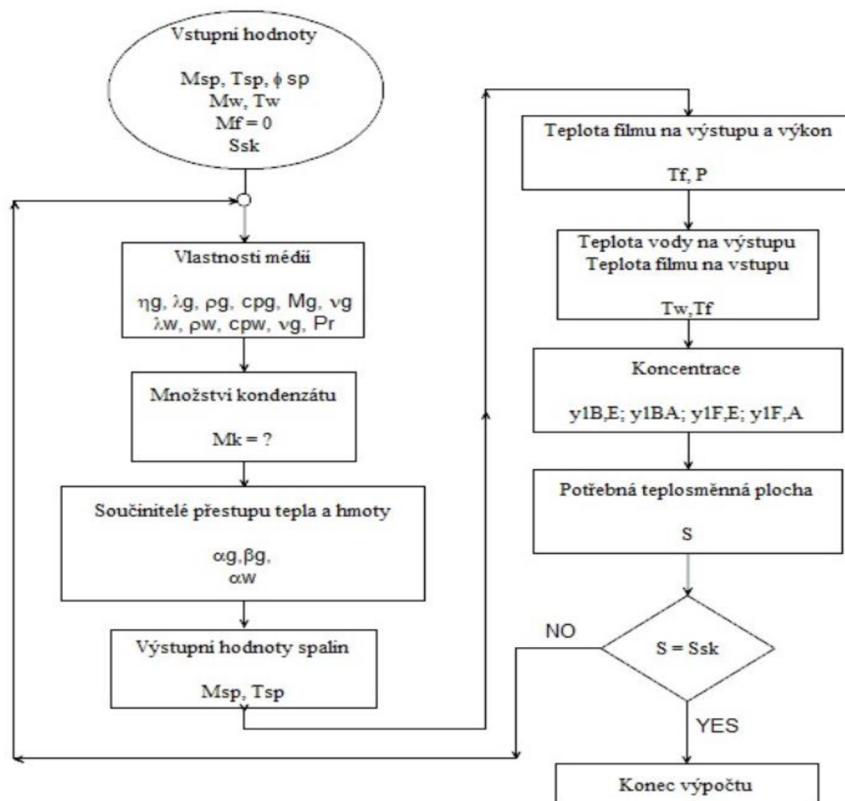 Vstupní hodnoty
Msp, Tsp, ϕ sp
Mw, Tw
Mf = 0
Ssk
Vlastnosti médií
ηg, λg, ρg, cpg, Mg, νg
λw, ρw, cpw, νg, Pr
Množství kondenzátu
Mk = ?
Součinitelé přestupu tepla a hmoty
αg,βg,
αw
Výstupní hodnoty spalin
Msp, Tsp
Teplota filmu na výstupu a výkon
Tf, P
Teplota vody na výstupu
Teplota filmu na vstupu
Tw,Tf
Koncentrace
y1B,E; y1BA; y1F,E; y1F,A
Potřebná teplosměnná plocha
S
S = Ssk
NO
YES
Konec výpočtu